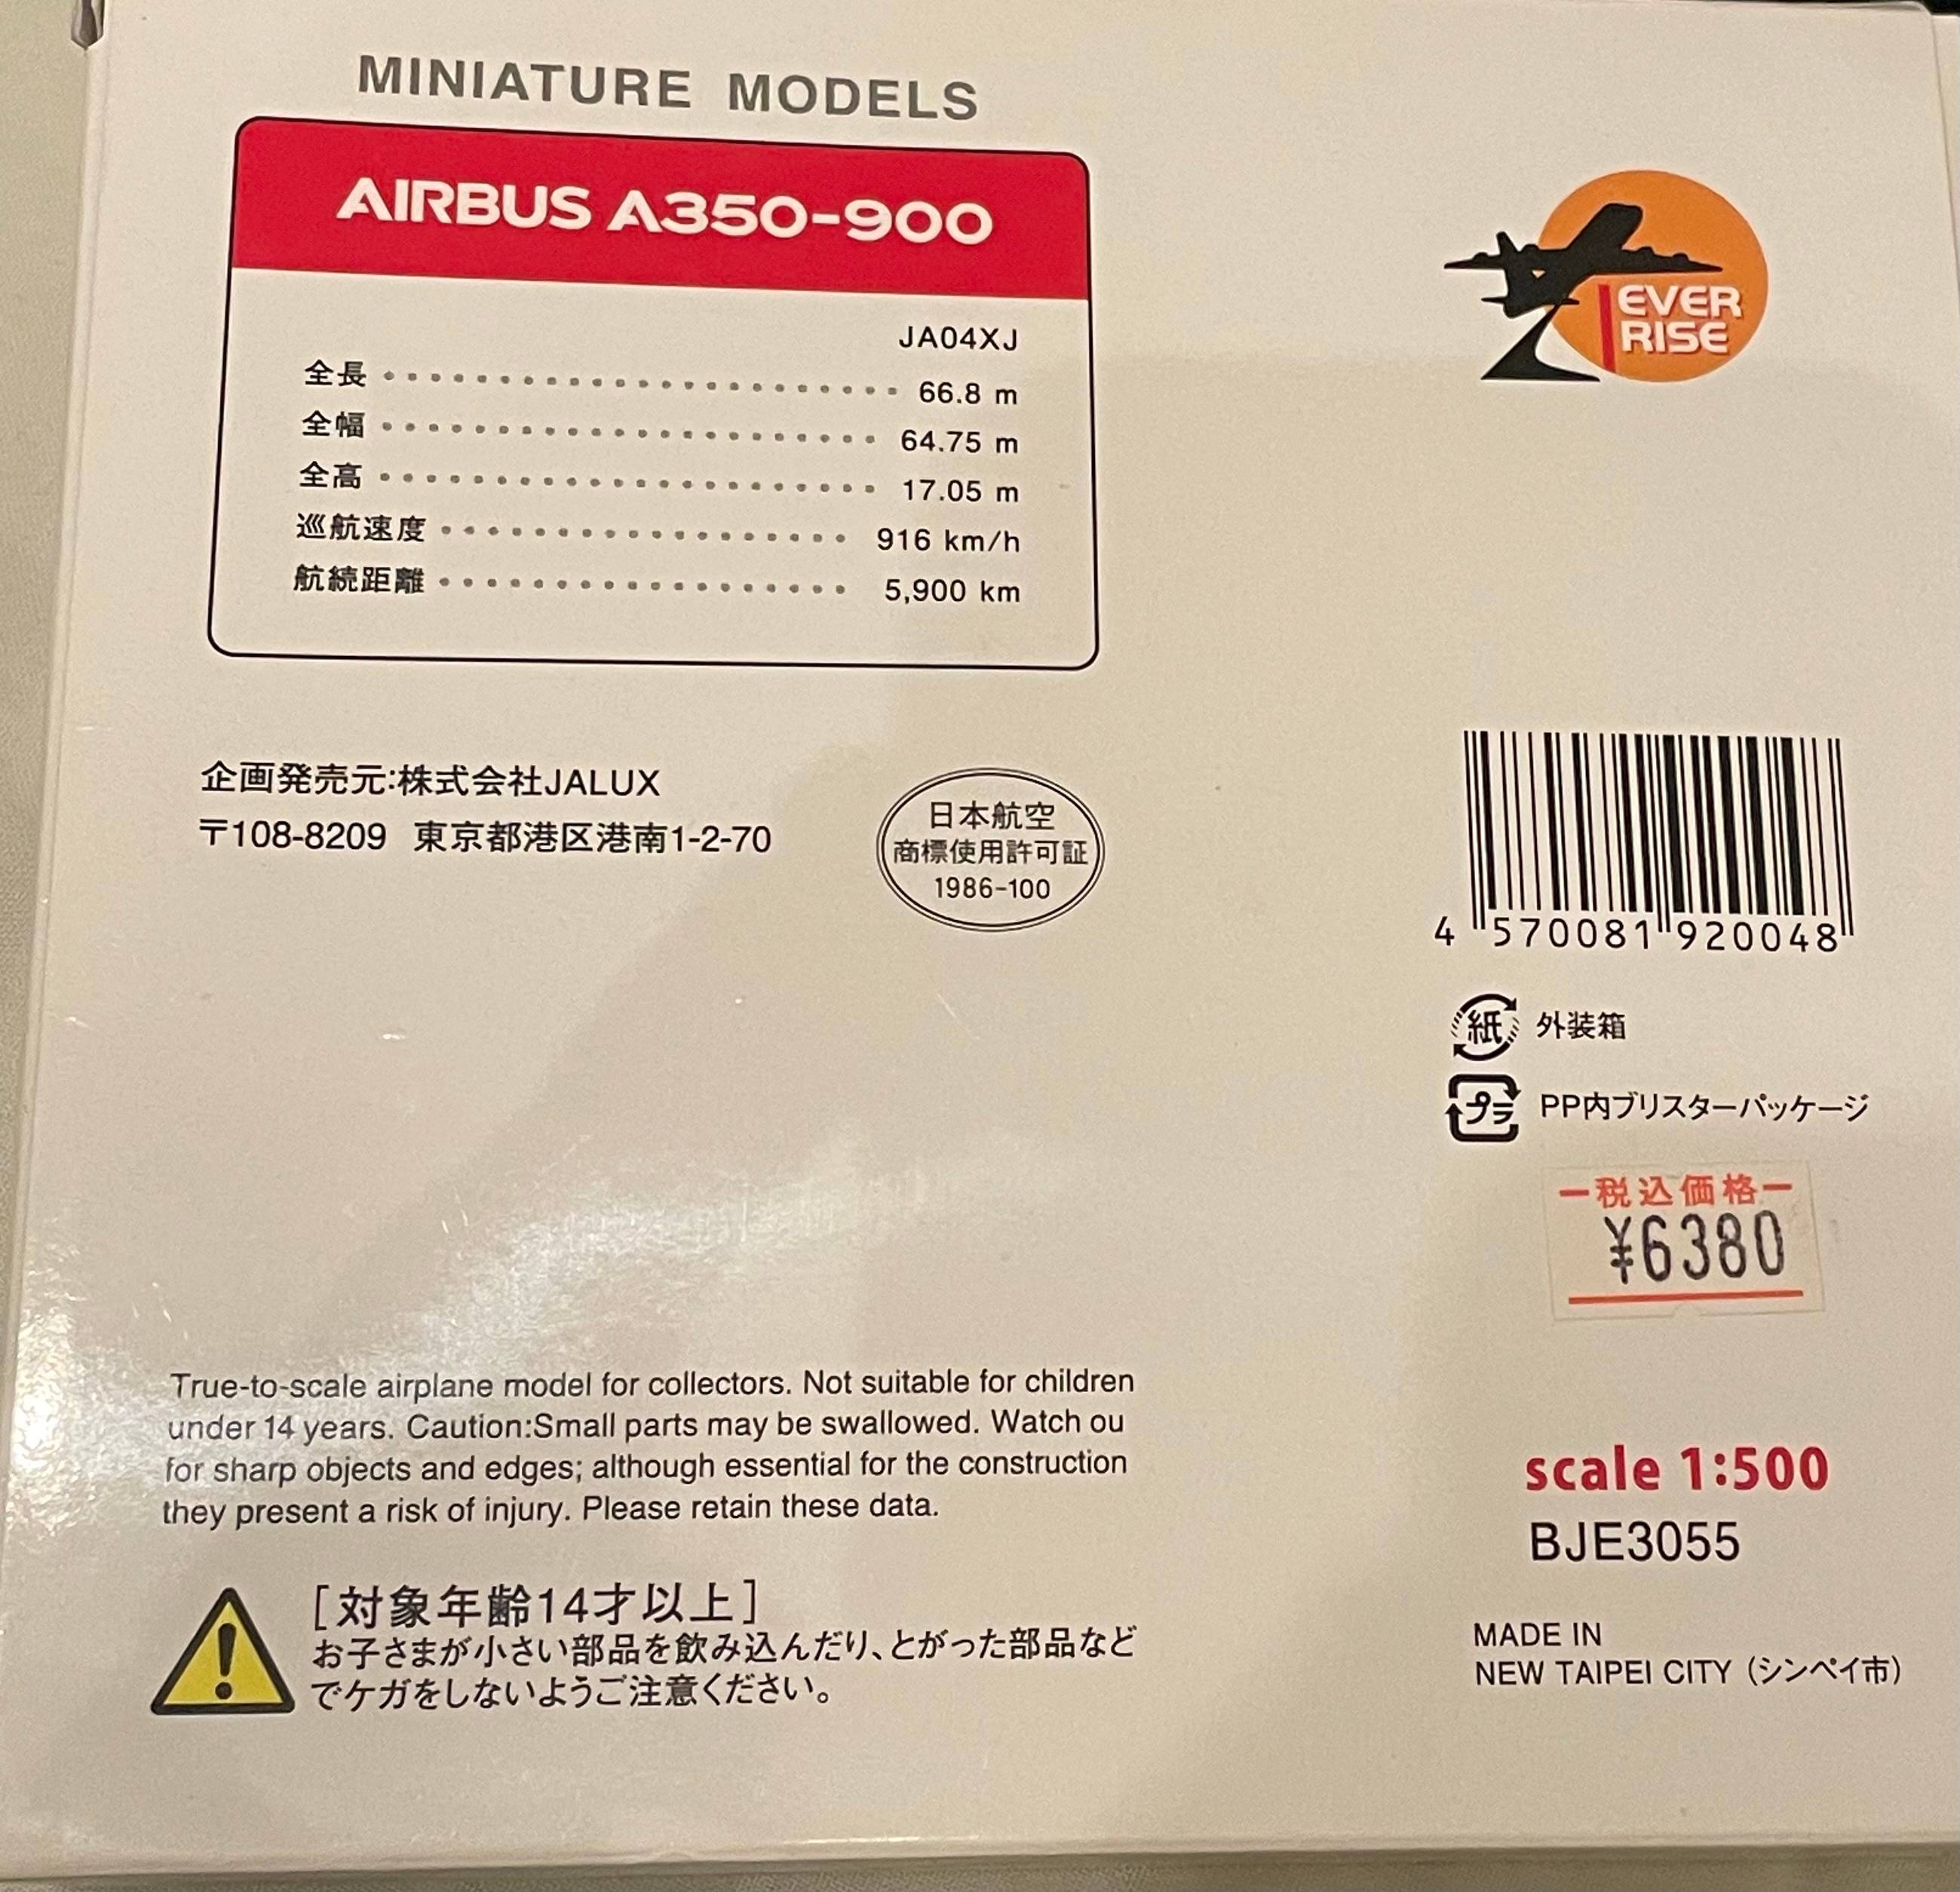 MINIATURE MODELS
AIRBUS A350-900
JA04XJ
全長 66.8 m
全幅 64.75 m
全高 17.05 m
巡航速度 916 km/h
航続距離 5,900 km
EVER
RISE
企画発売元:株式会社JALUX
〒108-8209 東京都港区港南1-2-70
日本航空
商標使用許可証
1986-100
4 570081 920048
紙 外装箱
プラ PP内ブリスターパッケージ
ー税込価格ー
¥6380
True-to-scale airplane model for collectors. Not suitable for children
under 14 years. Caution:Small parts may be swallowed. Watch ou
for sharp objects and edges; although essential for the construction
they present a risk of injury. Please retain these data.
[対象年齢14才以上]
お子さまが小さい部品を飲み込んだり、とがった部品など
でケガをしないようご注意ください。
scale 1:500
BJE3055
MADE IN
NEW TAIPEI CITY (シンペイ市)